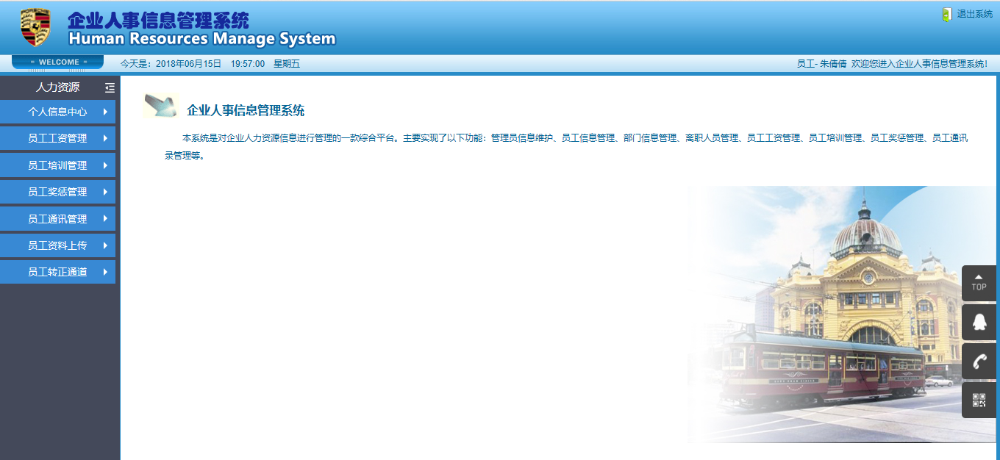 PORSCHE
企业人事信息管理系统
Human Resources Manage System
退出系统
= WELCOME =
今天是：2018年06月15日 19:57:00 星期五
员工- 朱倩倩 欢迎您进入企业人事信息管理系统!
人力资源
个人信息中心
员工工资管理
员工培训管理
员工奖惩管理
员工通讯管理
员工资料上传
员工转正通道
企业人事信息管理系统
本系统是对企业人力资源信息进行管理的一款综合平台。主要实现了以下功能：管理员信息维护、员工信息管理、部门信息管理、离职人员管理、员工工资管理、员工培训管理、员工奖惩管理、员工通讯
录管理等。
TOP